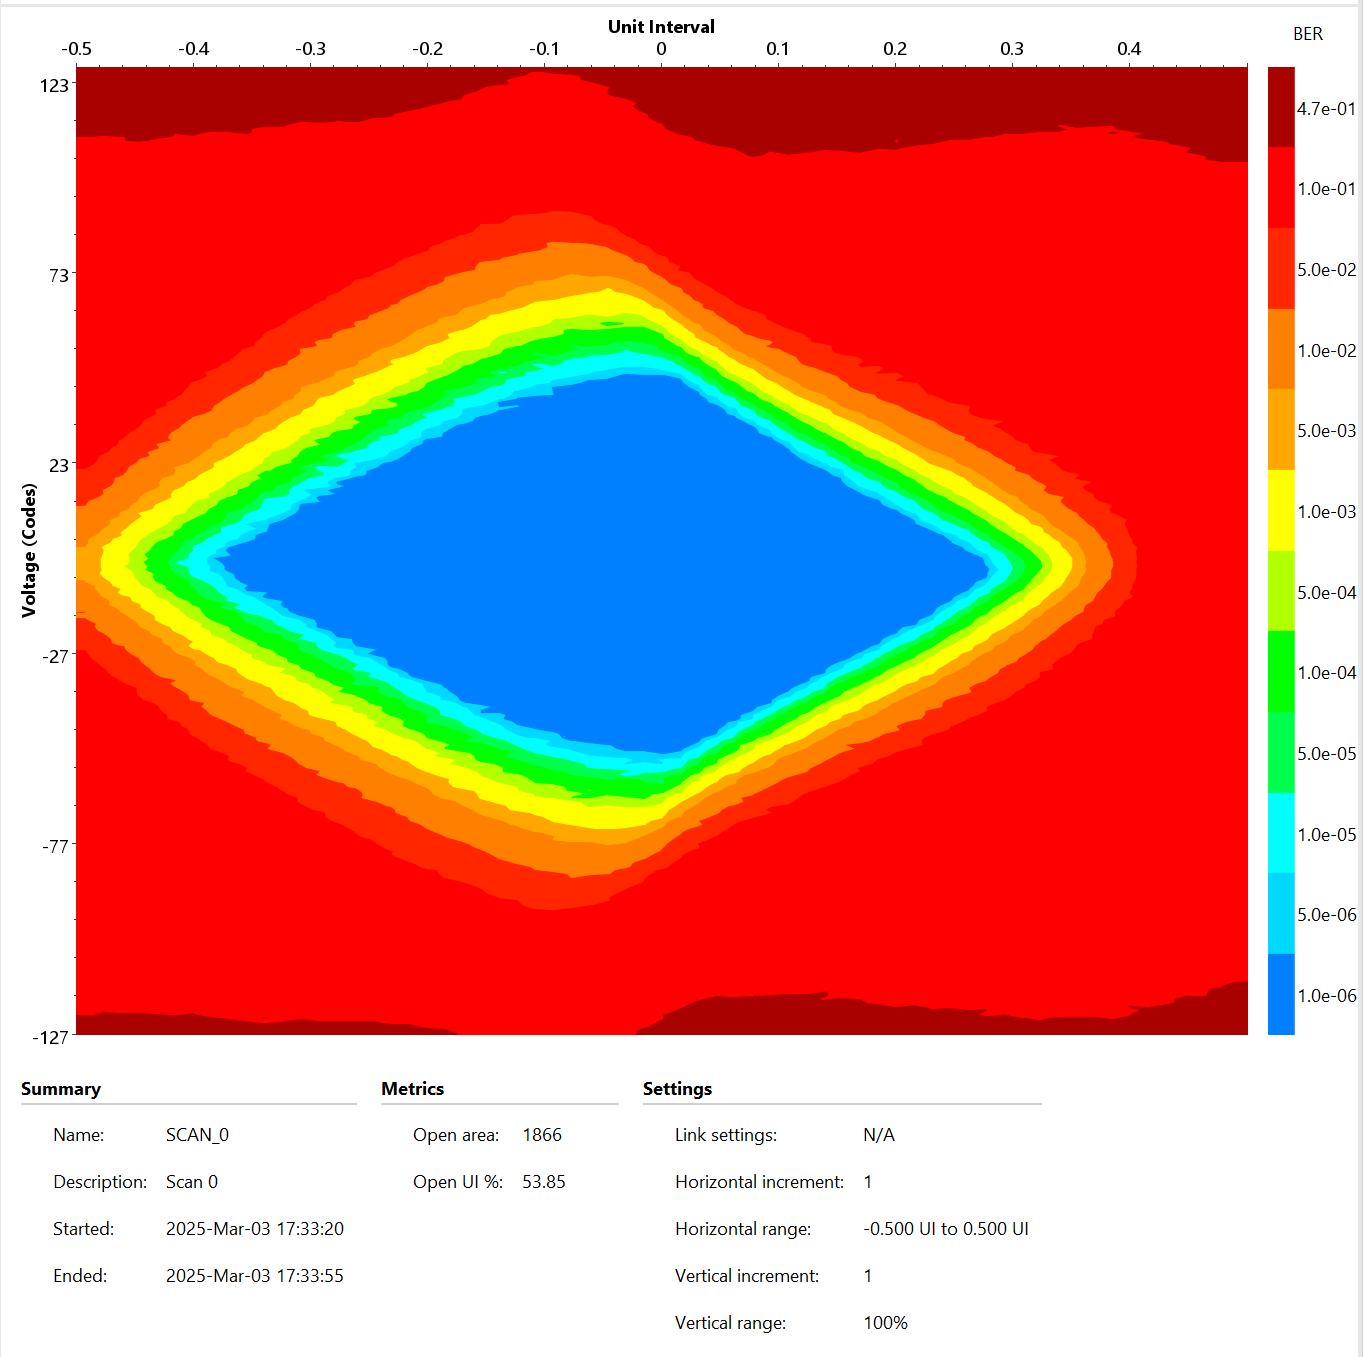 Unit Interval
-0.5 -0.4 -0.3 -0.2 -0.1 0 0.1 0.2 0.3 0.4
BER
123
73
23
-27
-77
-127
Voltage (Codes)
4.7e-01
1.0e-01
5.0e-02
1.0e-02
5.0e-03
1.0e-03
5.0e-04
1.0e-04
5.0e-05
1.0e-05
5.0e-06
1.0e-06
Summary
Name: SCAN_0
Description: Scan 0
Started: 2025-Mar-03 17:33:20
Ended: 2025-Mar-03 17:33:55
Metrics
Open area: 1866
Open UI %: 53.85
Settings
Link settings: N/A
Horizontal increment: 1
Horizontal range: -0.500 UI to 0.500 UI
Vertical increment: 1
Vertical range: 100%